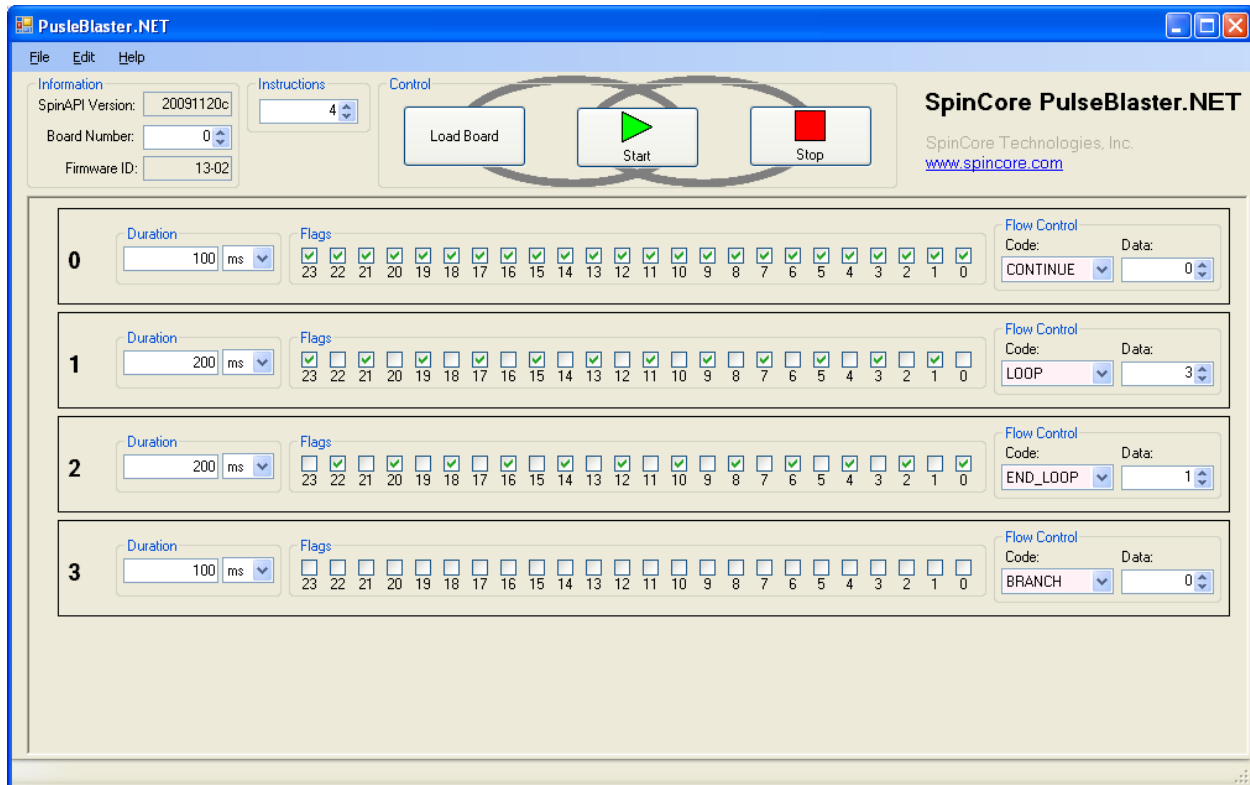 PusleBlaster.NET
File Edit Help
Information
SpinAPI Version: 20091120c
Board Number: 0
Firmware ID: 13-02
Instructions
4
Control
Load Board
Start
Stop
SpinCore PulseBlaster.NET
SpinCore Technologies, Inc.
www.spincore.com
0
Duration
100 ms
Flags
23 22 21 20 19 18 17 16 15 14 13 12 11 10 9 8 7 6 5 4 3 2 1 0
Flow Control
Code: Data:
CONTINUE 0
1
Duration
200 ms
Flags
23 22 21 20 19 18 17 16 15 14 13 12 11 10 9 8 7 6 5 4 3 2 1 0
Flow Control
Code: Data:
LOOP 3
2
Duration
200 ms
Flags
23 22 21 20 19 18 17 16 15 14 13 12 11 10 9 8 7 6 5 4 3 2 1 0
Flow Control
Code: Data:
END_LOOP 1
3
Duration
100 ms
Flags
23 22 21 20 19 18 17 16 15 14 13 12 11 10 9 8 7 6 5 4 3 2 1 0
Flow Control
Code: Data:
BRANCH 0